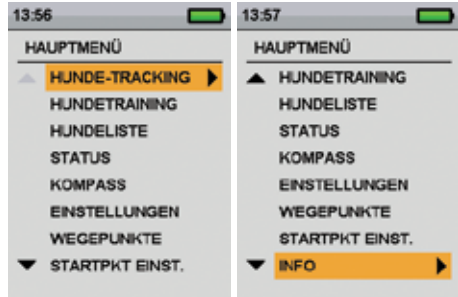 13:56
HAUPTMENÜ
HUNDE-TRACKING
HUNDETRAINING
HUNDELISTE
STATUS
KOMPASS
EINSTELLUNGEN
WEGEPUNKTE
STARTPKT EINST.
13:57
HAUPTMENÜ
HUNDETRAINING
HUNDELISTE
STATUS
KOMPASS
EINSTELLUNGEN
WEGEPUNKTE
STARTPKT EINST.
INFO